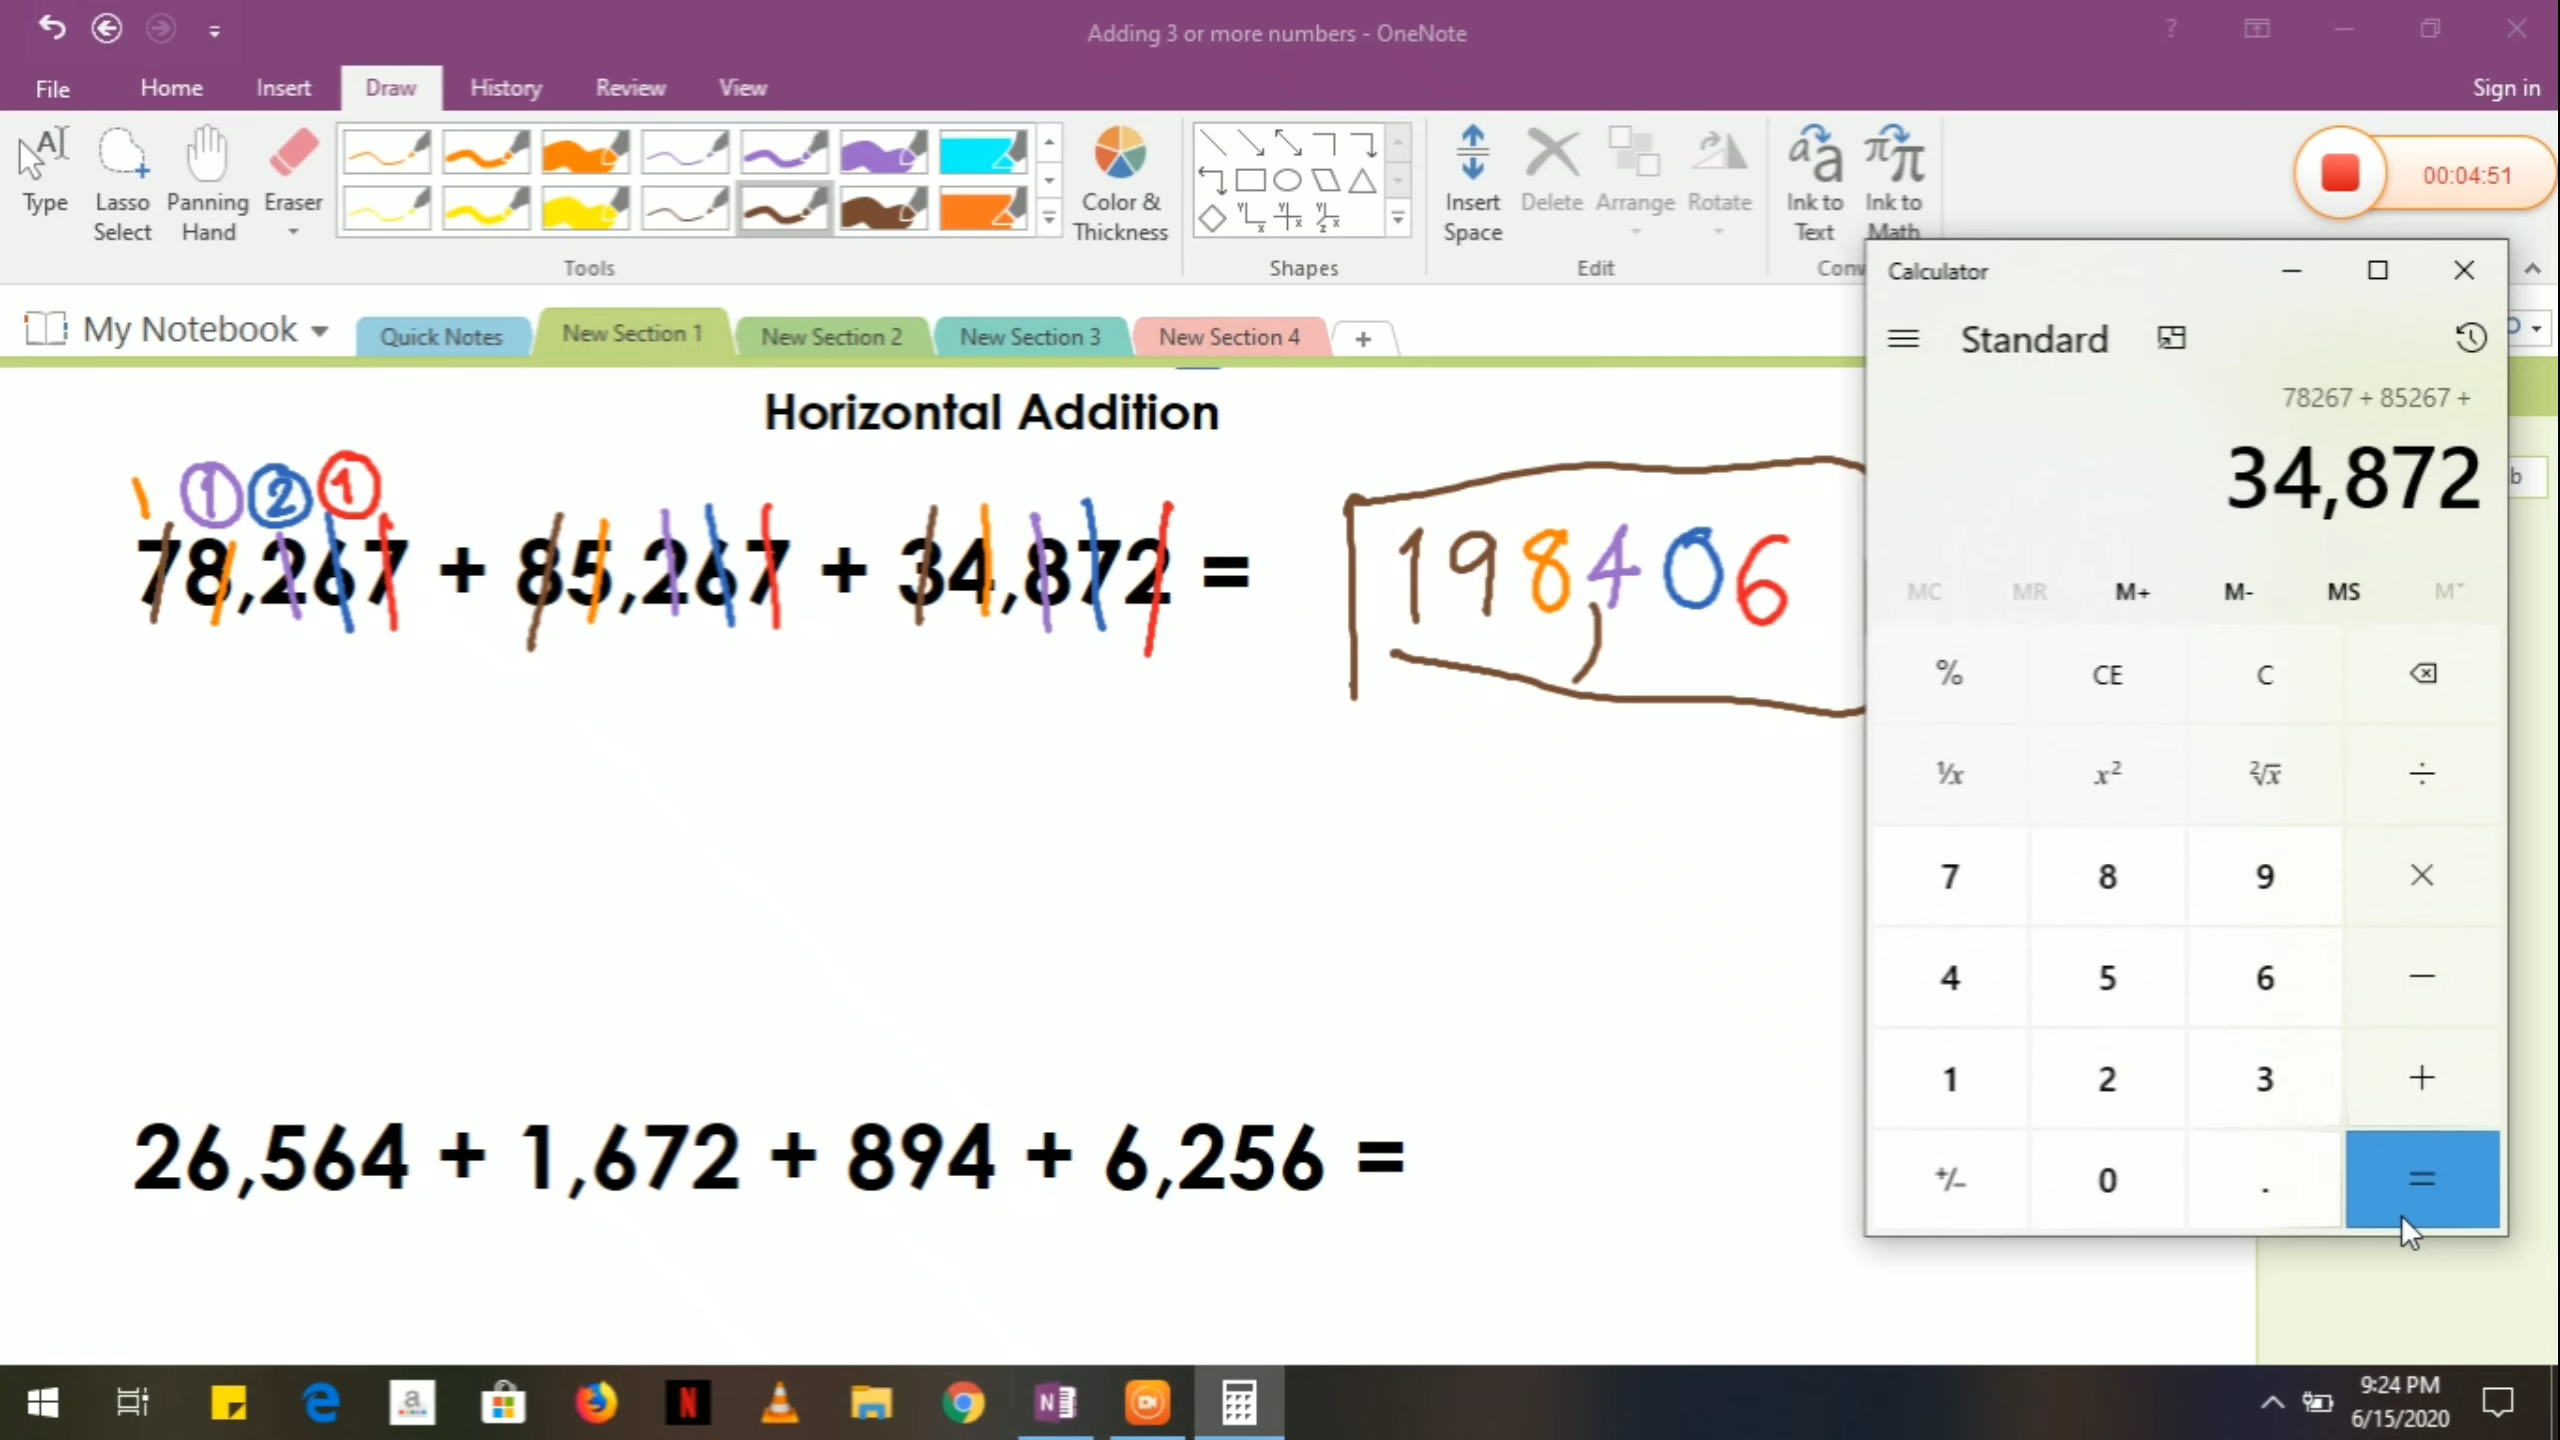 Adding 3 or more numbers - OneNote
File Home Insert Draw History Review View Sign in
Type
Lasso Select
Panning Hand
Eraser
Color & Thickness
Insert Space
Delete
Arrange
Rotate
Ink to Text
Ink to Math
00:04:51
Tools Shapes Edit Conv
My Notebook Quick Notes New Section 1 New Section 2 New Section 3 New Section 4 +
Horizontal Addition
1 1 2 1
78,267 + 85,267 + 34,872 = 198,406
26,564 + 1,672 + 894 + 6,256 =
Calculator
Standard
78267 + 85267 +
34,872
MC MR M+ M- MS M˅
% CE C
⅟x x² ²√x ÷
7 8 9 ×
4 5 6 −
1 2 3 +
+/− 0 . =
9:24 PM
6/15/2020